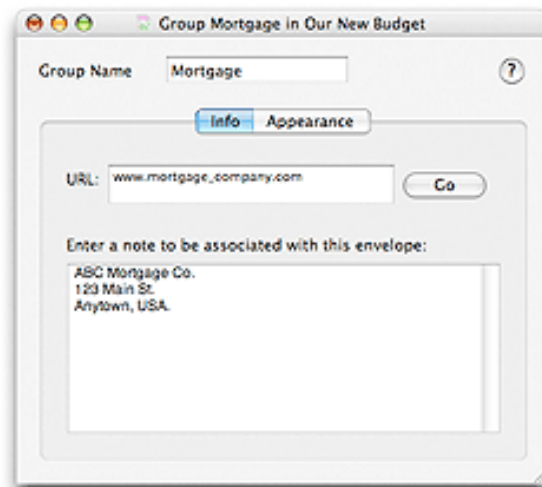 Group Mortgage in Our New Budget
Group Name Mortgage ?
Info Appearance
URL: www.mortgage_company.com Go
Enter a note to be associated with this envelope:
ABC Mortgage Co.
123 Main St.
Anytown, USA.